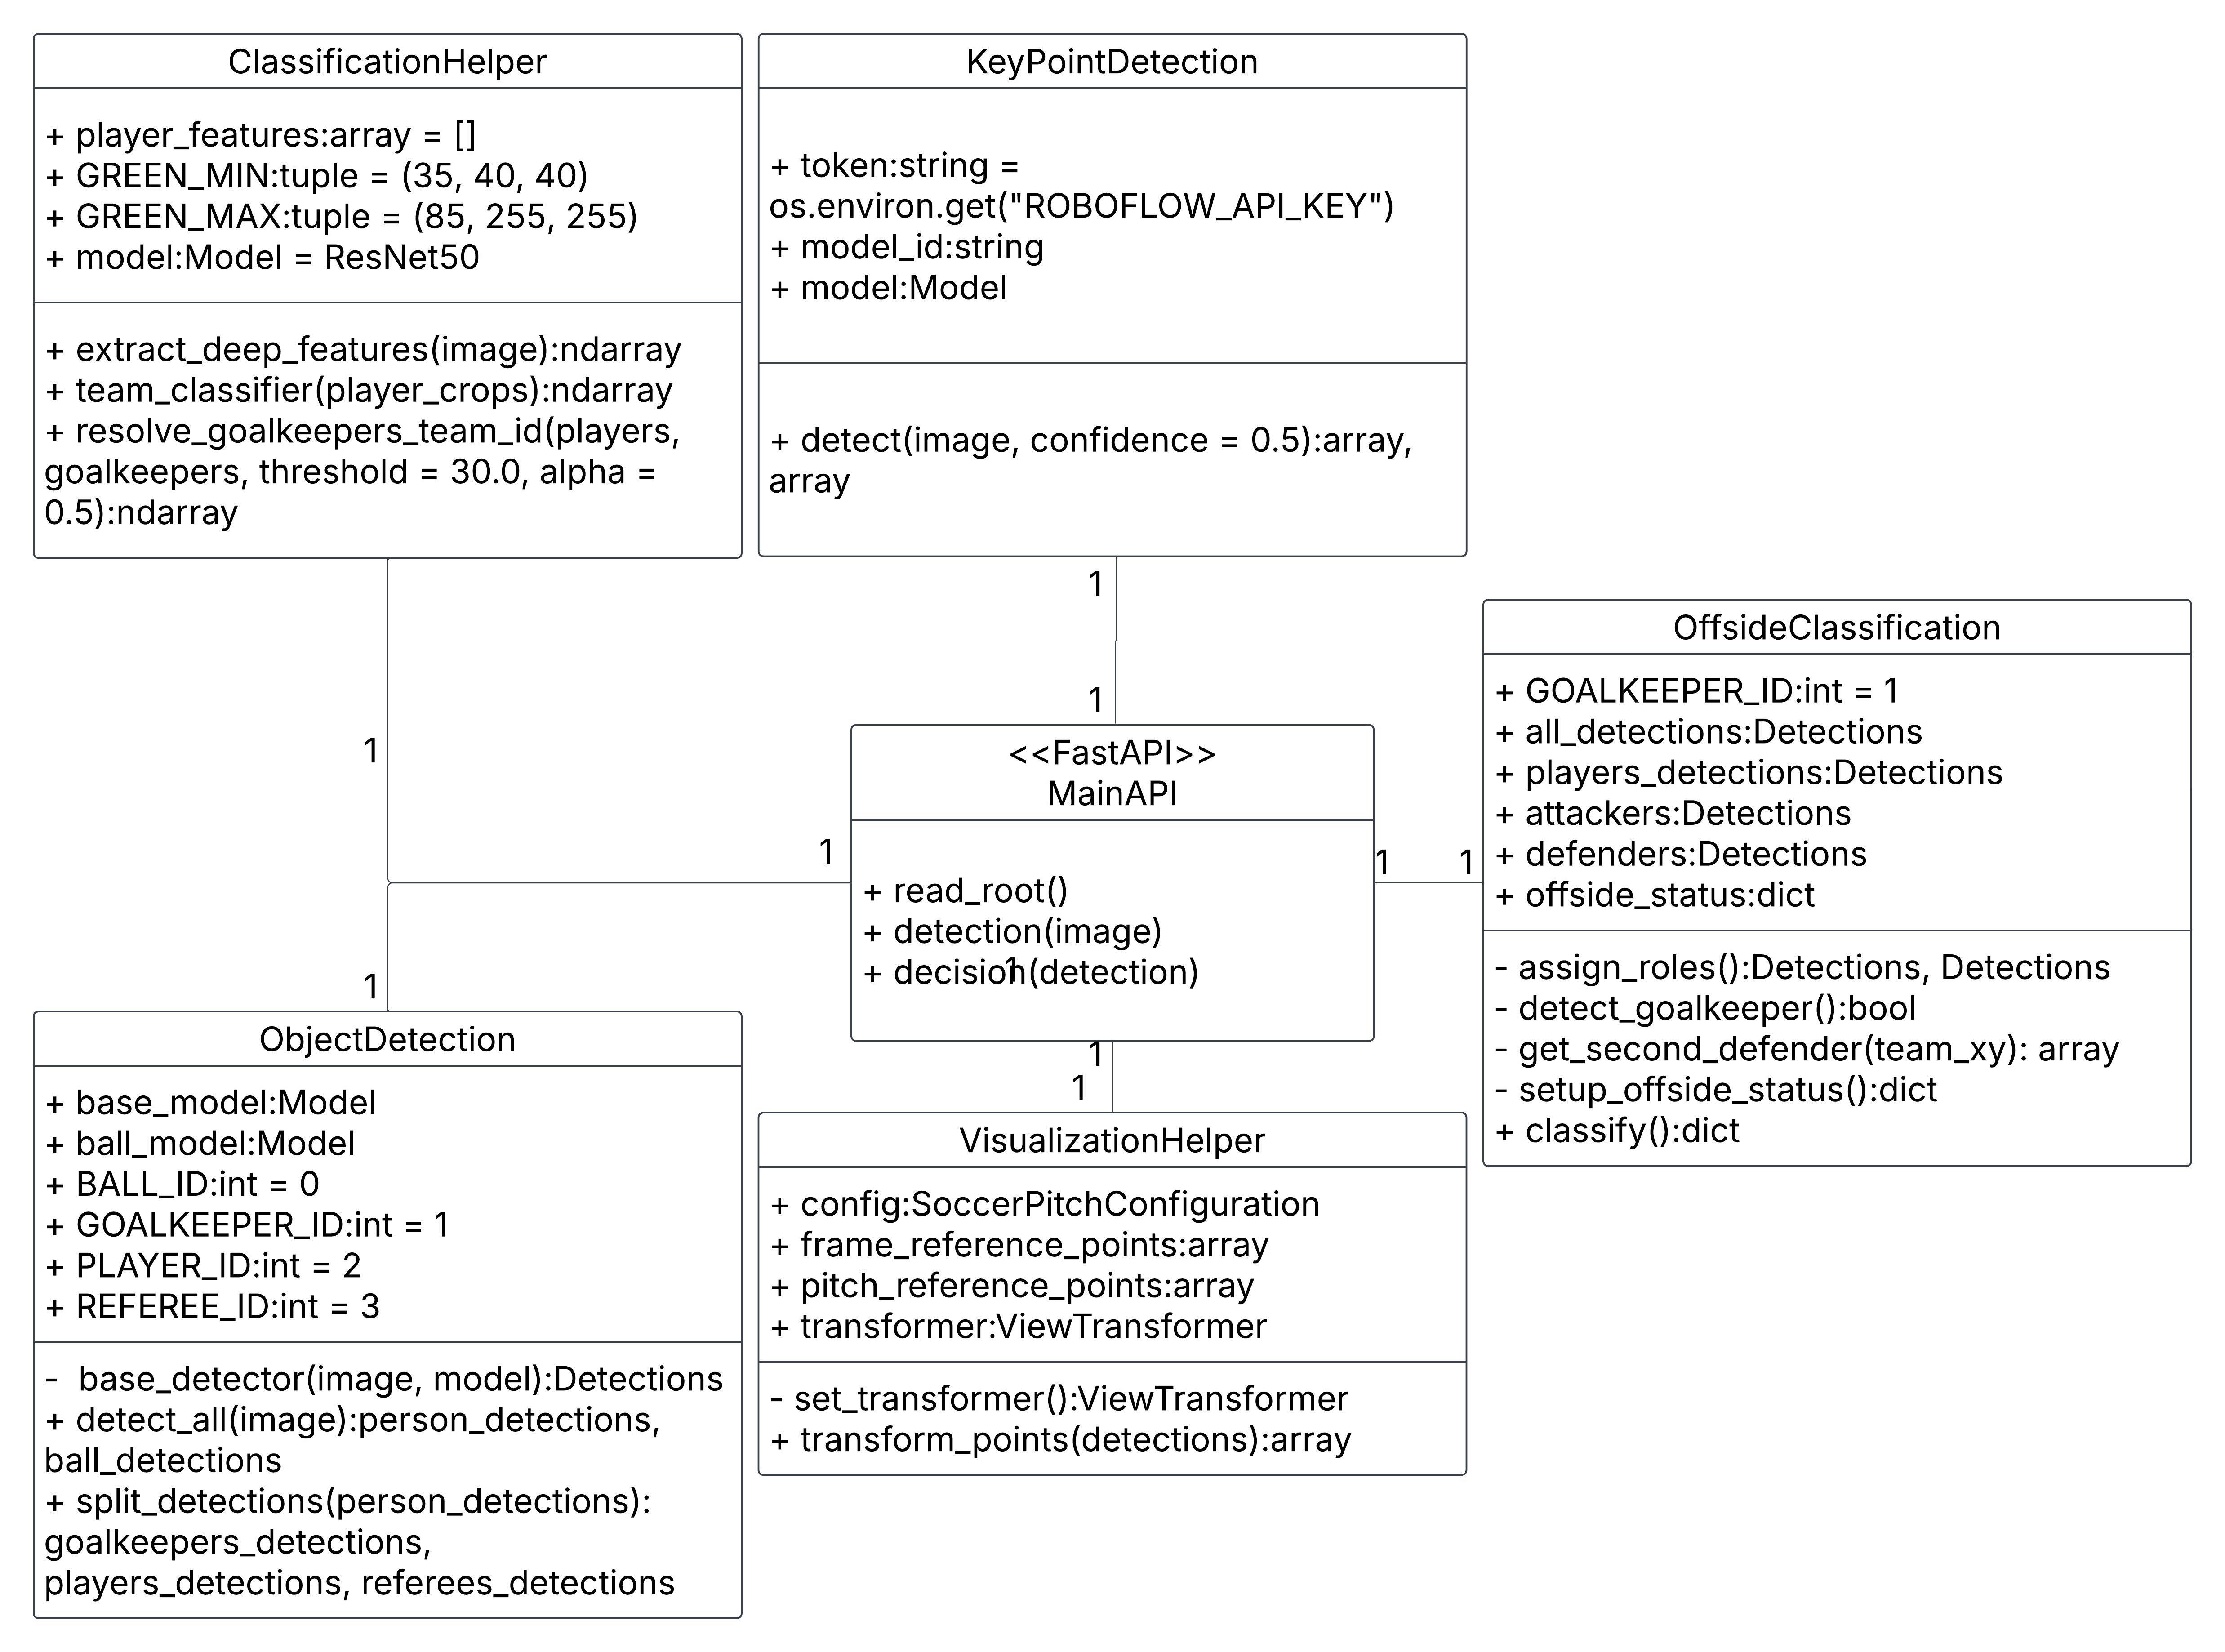 ClassificationHelper
+ player_features:array = []
+ GREEN_MIN:tuple = (35, 40, 40)
+ GREEN_MAX:tuple = (85, 255, 255)
+ model:Model = ResNet50
+ extract_deep_features(image):ndarray
+ team_classifier(player_crops):ndarray
+ resolve_goalkeepers_team_id(players,
goalkeepers, threshold = 30.0, alpha =
0.5):ndarray
KeyPointDetection
+ token:string =
os.environ.get("ROBOFLOW_API_KEY")
+ model_id:string
+ model:Model
+ detect(image, confidence = 0.5):array,
array
1
1
1
1
1
1
1
<<FastAPI>>
MainAPI
+ read_root()
+ detection(image)
+ decision(detection)
1
1
1
OffsideClassification
+ GOALKEEPER_ID:int = 1
+ all_detections:Detections
+ players_detections:Detections
+ attackers:Detections
+ defenders:Detections
+ offside_status:dict
- assign_roles():Detections, Detections
- detect_goalkeeper():bool
- get_second_defender(team_xy): array
- setup_offside_status():dict
+ classify():dict
ObjectDetection
+ base_model:Model
+ ball_model:Model
+ BALL_ID:int = 0
+ GOALKEEPER_ID:int = 1
+ PLAYER_ID:int = 2
+ REFEREE_ID:int = 3
-  base_detector(image, model):Detections
+ detect_all(image):person_detections,
ball_detections
+ split_detections(person_detections):
goalkeepers_detections,
players_detections, referees_detections
VisualizationHelper
+ config:SoccerPitchConfiguration
+ frame_reference_points:array
+ pitch_reference_points:array
+ transformer:ViewTransformer
- set_transformer():ViewTransformer
+ transform_points(detections):array